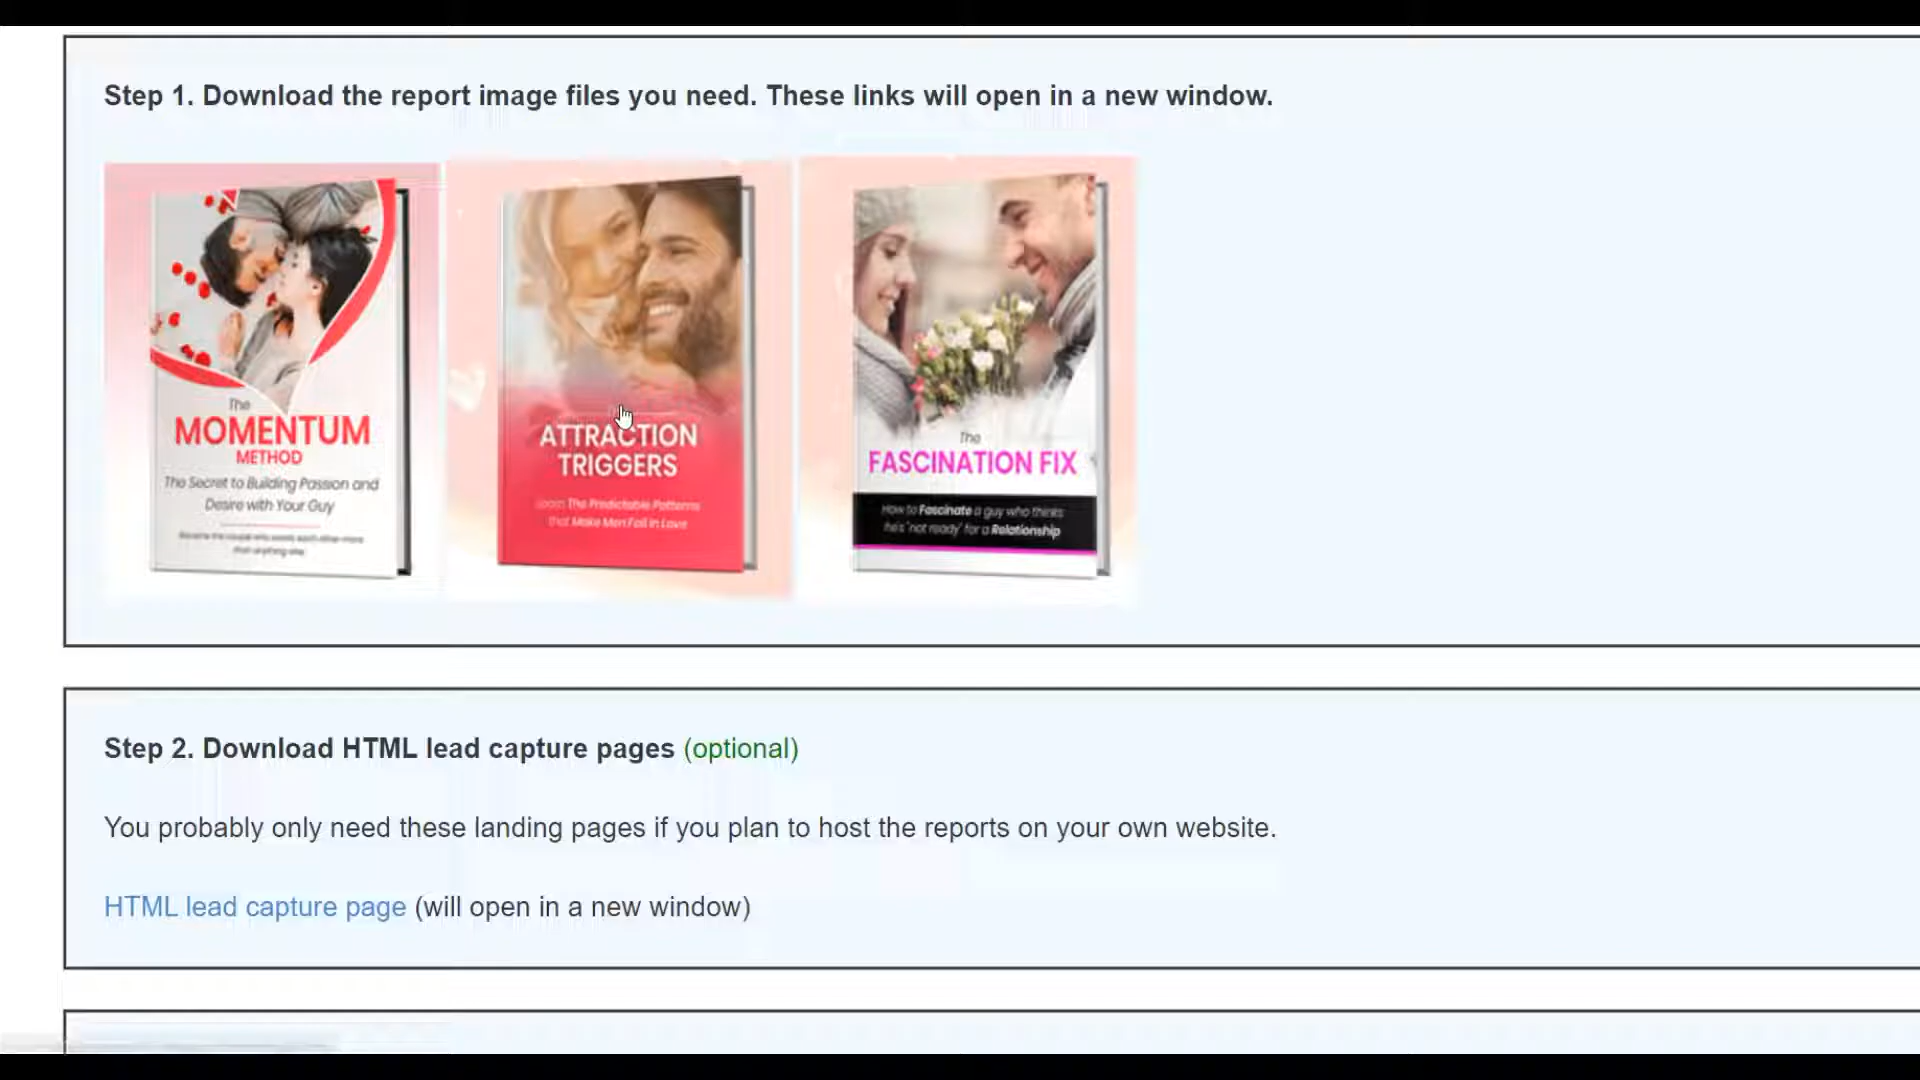 Step 1. Download the report image files you need. These links will open in a new window.
The
MOMENTUM
METHOD
The Secret to Building Passion and
Desire with Your Guy
ATTRACTION
TRIGGERS
Learn The Predictable Patterns
that Make Men Fall in Love
The
FASCINATION FIX
How to Fascinate a guy who thinks
he's 'not ready' for a Relationship
Step 2. Download HTML lead capture pages (optional)
You probably only need these landing pages if you plan to host the reports on your own website.
HTML lead capture page (will open in a new window)